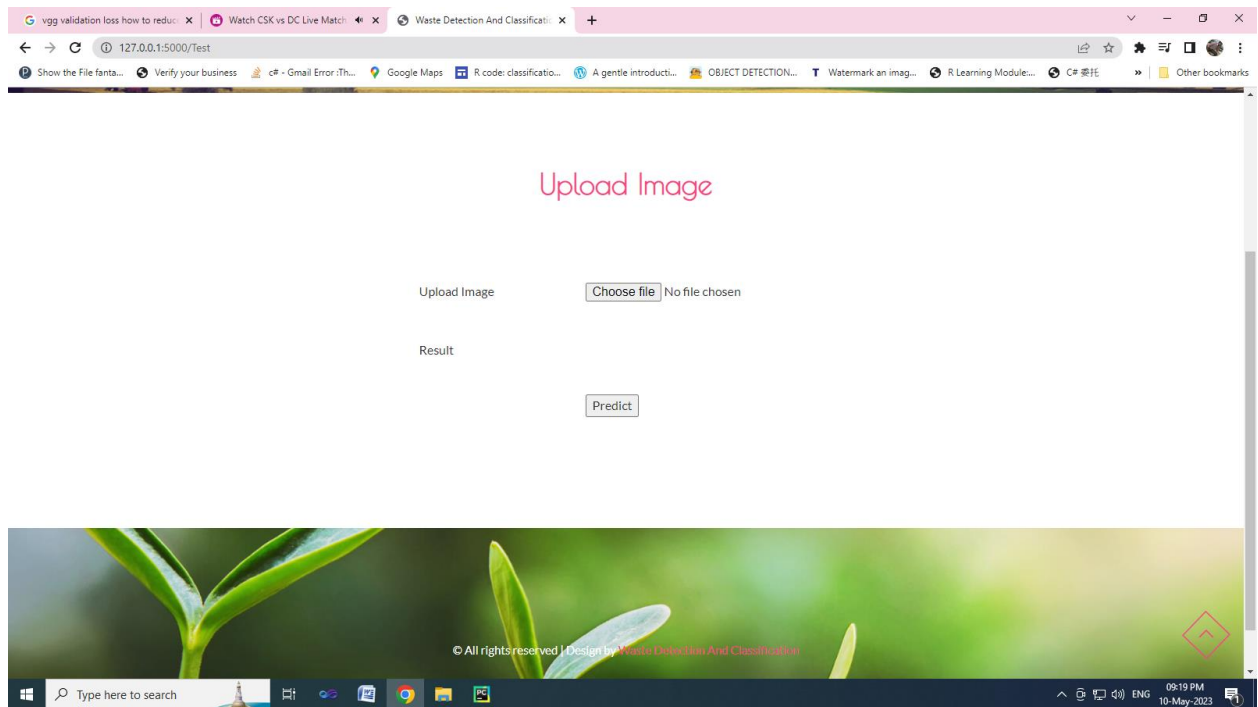 vgg validation loss how to reduc
Watch CSK vs DC Live Match
Waste Detection And Classificati
127.0.0.1:5000/Test
Show the File fanta...
Verify your business
c# - Gmail Error :Th...
Google Maps
R code: classificatio...
A gentle introducti...
OBJECT DETECTION...
Watermark an imag...
R Learning Module:...
C# 委托
»
Other bookmarks
Upload Image
Upload Image
Choose file No file chosen
Result
Predict
© All rights reserved | Design by Waste Detection And Classification
Type here to search
ENG
09:19 PM
10-May-2023